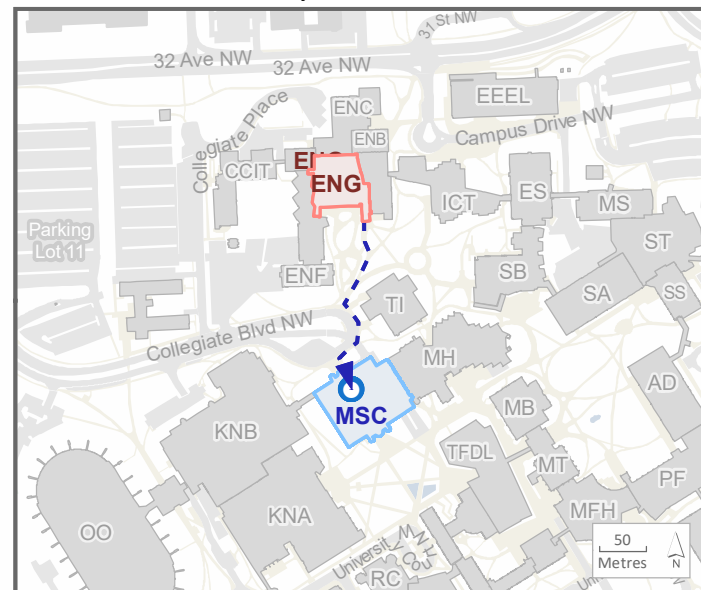 31 St NW
32 Ave NW
32 Ave NW
EEEL
ENC
Collegiate Place
ENB
Campus Drive NW
ENG
CCIT
ENG
ES
ICT
MS
Parking
Lot 11
ST
ENF
SB
SA
SS
TI
Collegiate Blvd NW
MH
AD
MSC
MB
KNB
TFDL
MT
PF
KNA
MFH
OO
50
Metres
N
RC